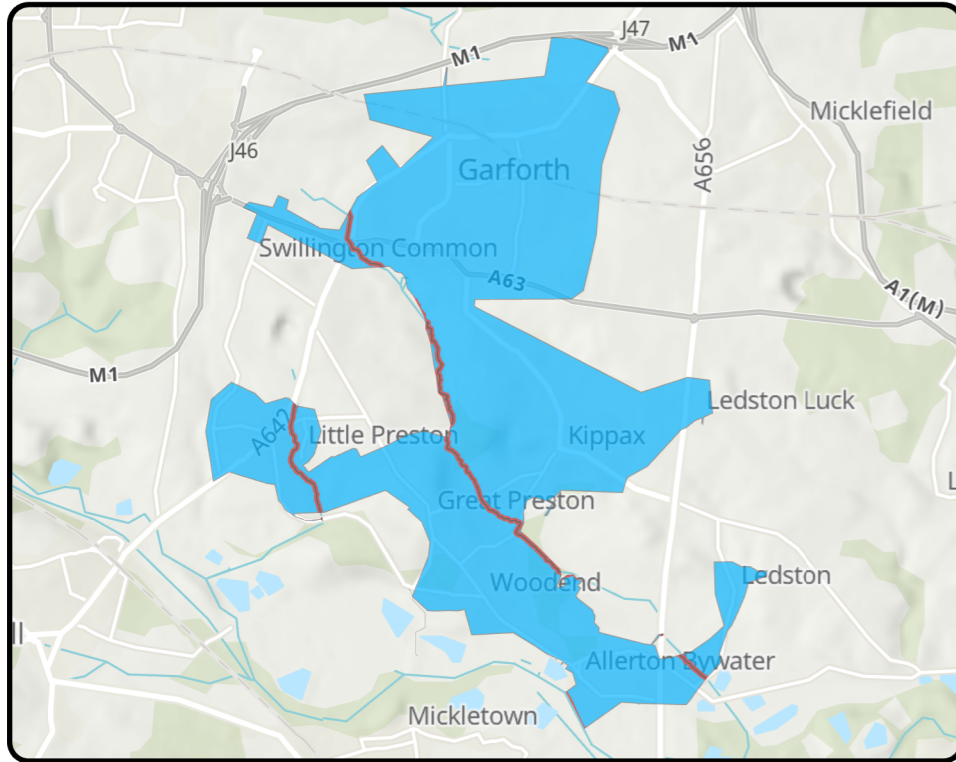 J47
M1
M1
Micklefield
J46
Garforth
A656
Swillington Common
A63
A1(M)
M1
Ledston Luck
A642
Little Preston
Kippax
L
Great Preston
Woodend
Ledston
ll
Allerton Bywater
Mickletown